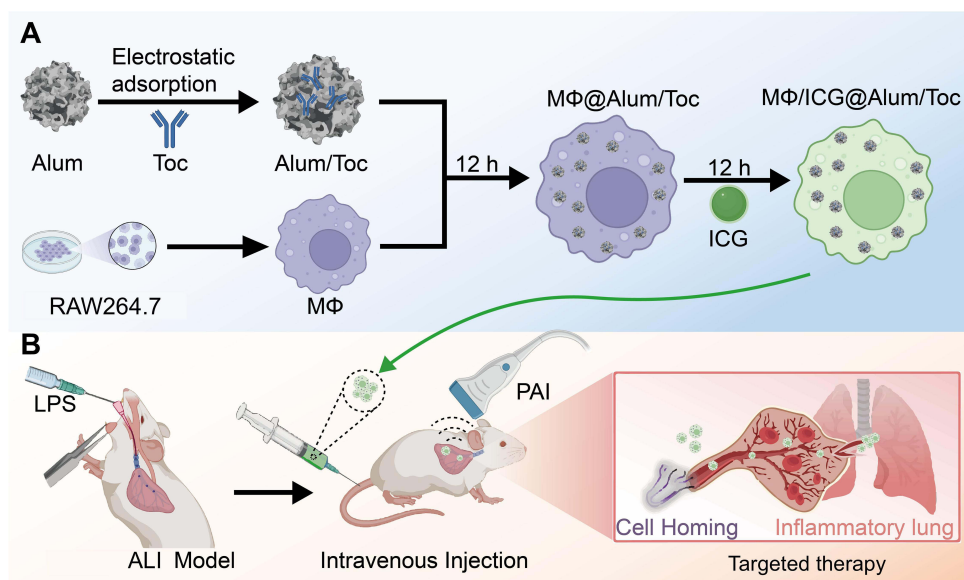 A
Electrostatic
adsorption
Alum
Toc
Alum/Toc
12 h
MΦ@Alum/Toc
12 h
ICG
MΦ/ICG@Alum/Toc
RAW264.7
MΦ
B
LPS
PAI
ALI Model
Intravenous Injection
Cell Homing
Inflammatory lung
Targeted therapy